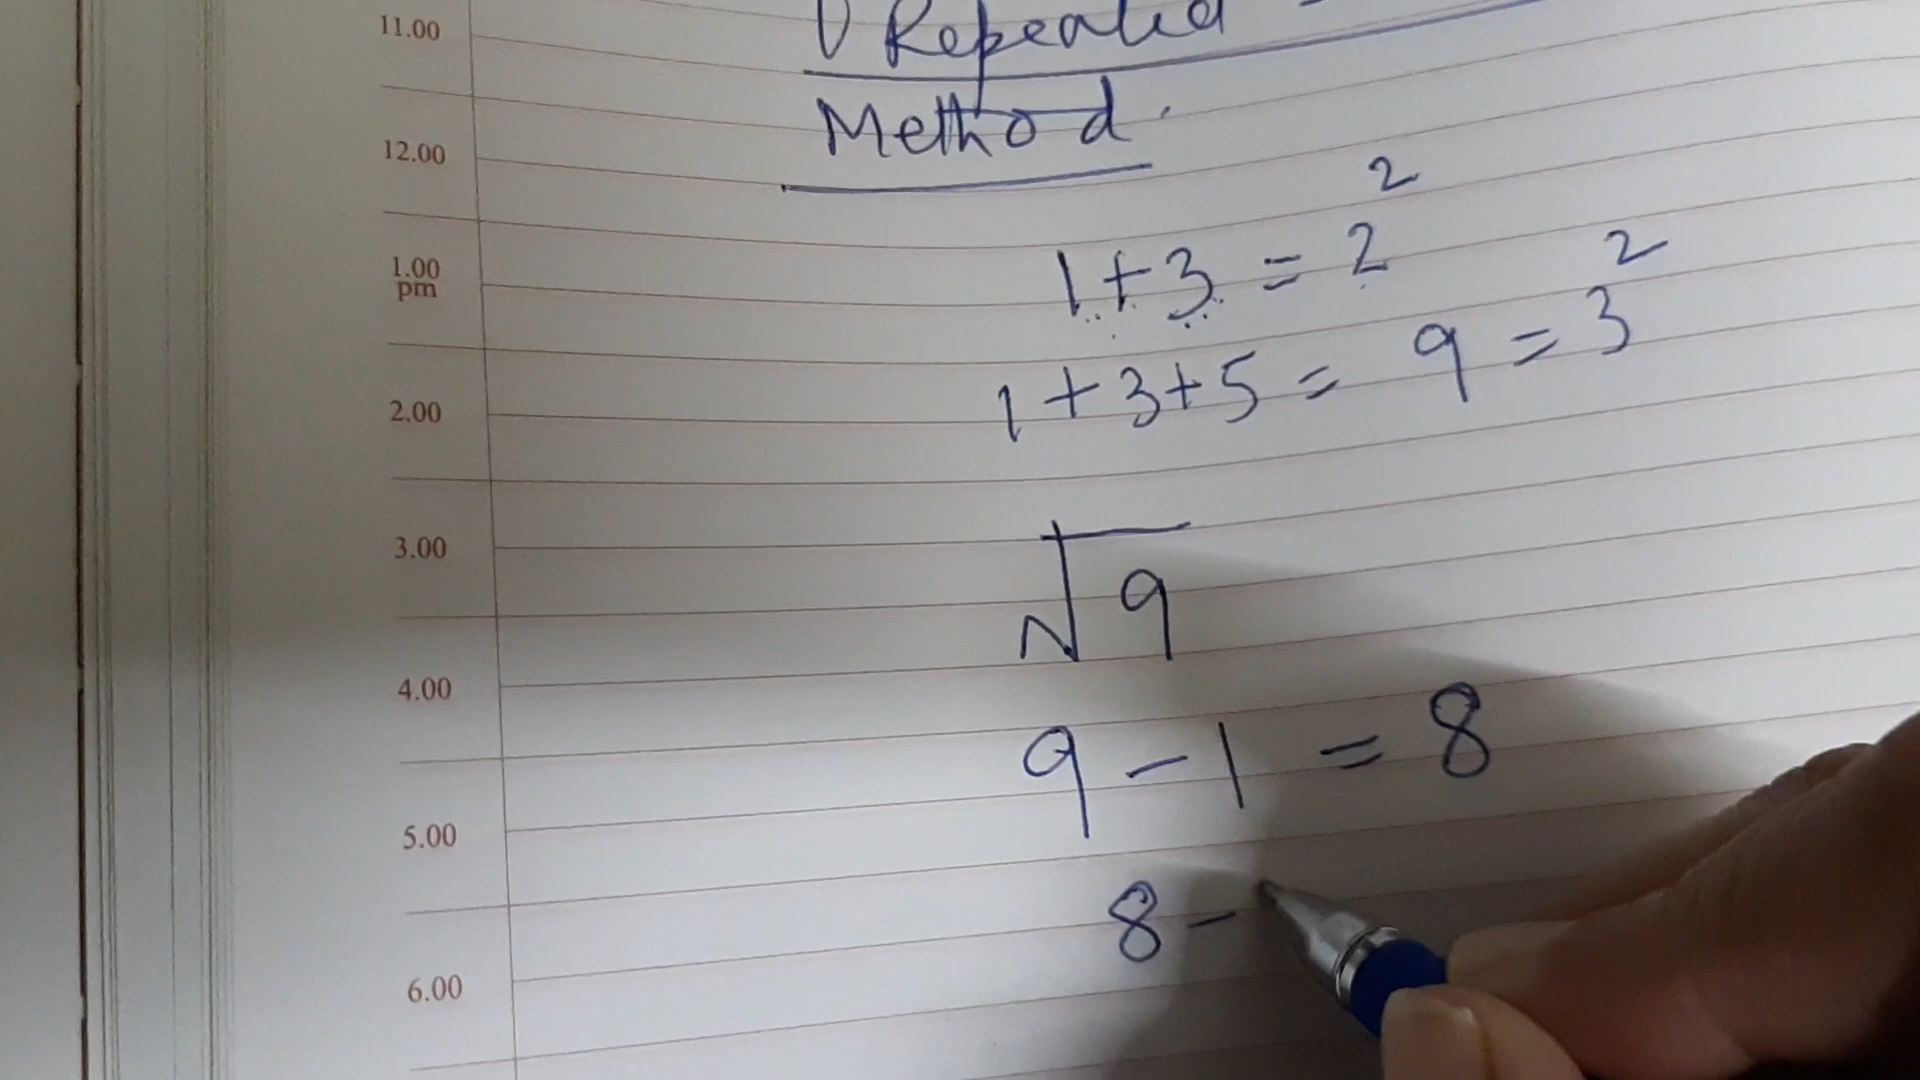 11.00
Repeated -
Method.
12.00
1+3 = 2²
1.00
pm
1+3+5 = 9 = 3²
2.00
3.00
√9
4.00
9 - 1 = 8
5.00
8 -
6.00